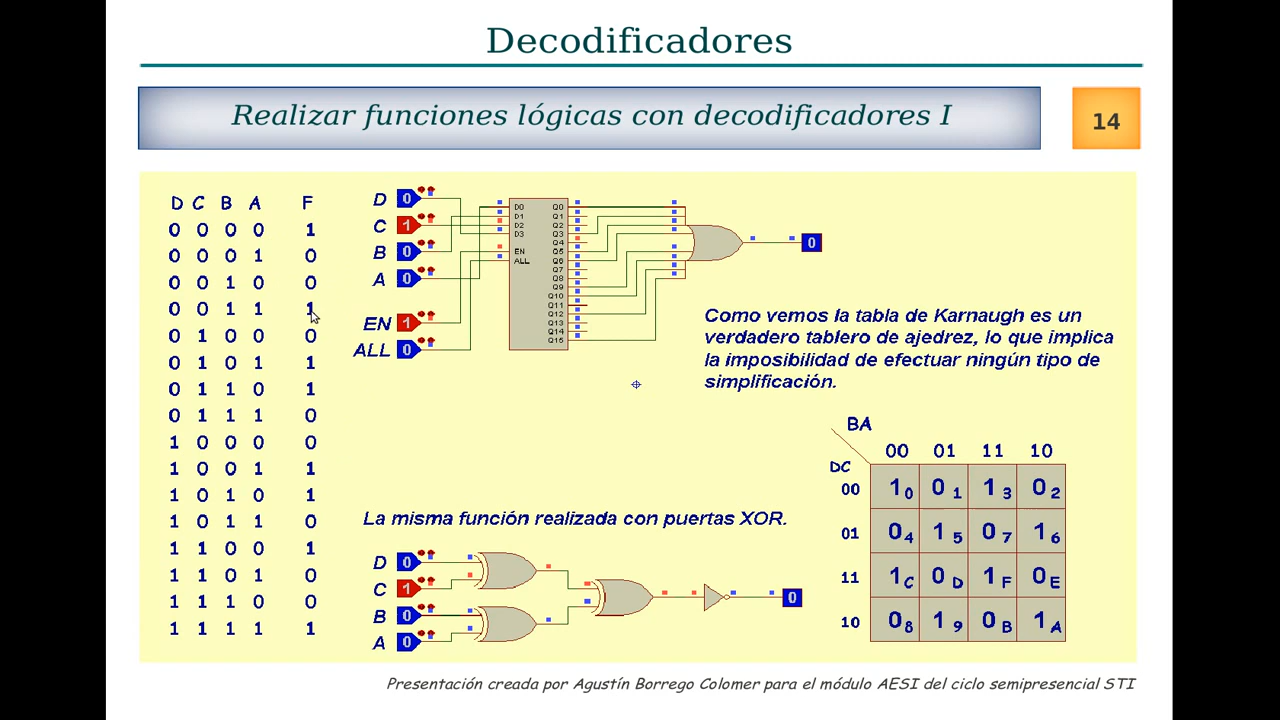 Decodificadores
Realizar funciones lógicas con decodificadores I
14
D C B A F
0 0 0 0 1
0 0 0 1 0
0 0 1 0 0
0 0 1 1 1
0 1 0 0 0
0 1 0 1 1
0 1 1 0 1
0 1 1 1 0
1 0 0 0 0
1 0 0 1 1
1 0 1 0 1
1 0 1 1 0
1 1 0 0 1
1 1 0 1 0
1 1 1 0 0
1 1 1 1 1
D 0
C 1
B 0
A 0
EN 1
ALL 0
D0 Q0
D1 Q1
D2 Q2
D3 Q3
Q4
EN Q5
ALL Q6
Q7
Q8
Q9
Q10
Q11
Q12
Q13
Q14
Q15
0
Como vemos la tabla de Karnaugh es un
verdadero tablero de ajedrez, lo que implica
la imposibilidad de efectuar ningún tipo de
simplificación.
La misma función realizada con puertas XOR.
D 0
C 1
B 0
A 0
0
BA
DC
00 01 11 10
00 1 0 0 1 1 3 0 2
01 0 4 1 5 0 7 1 6
11 1 C 0 D 1 F 0 E
10 0 8 1 9 0 B 1 A
Presentación creada por Agustín Borrego Colomer para el módulo AESI del ciclo semipresencial STI